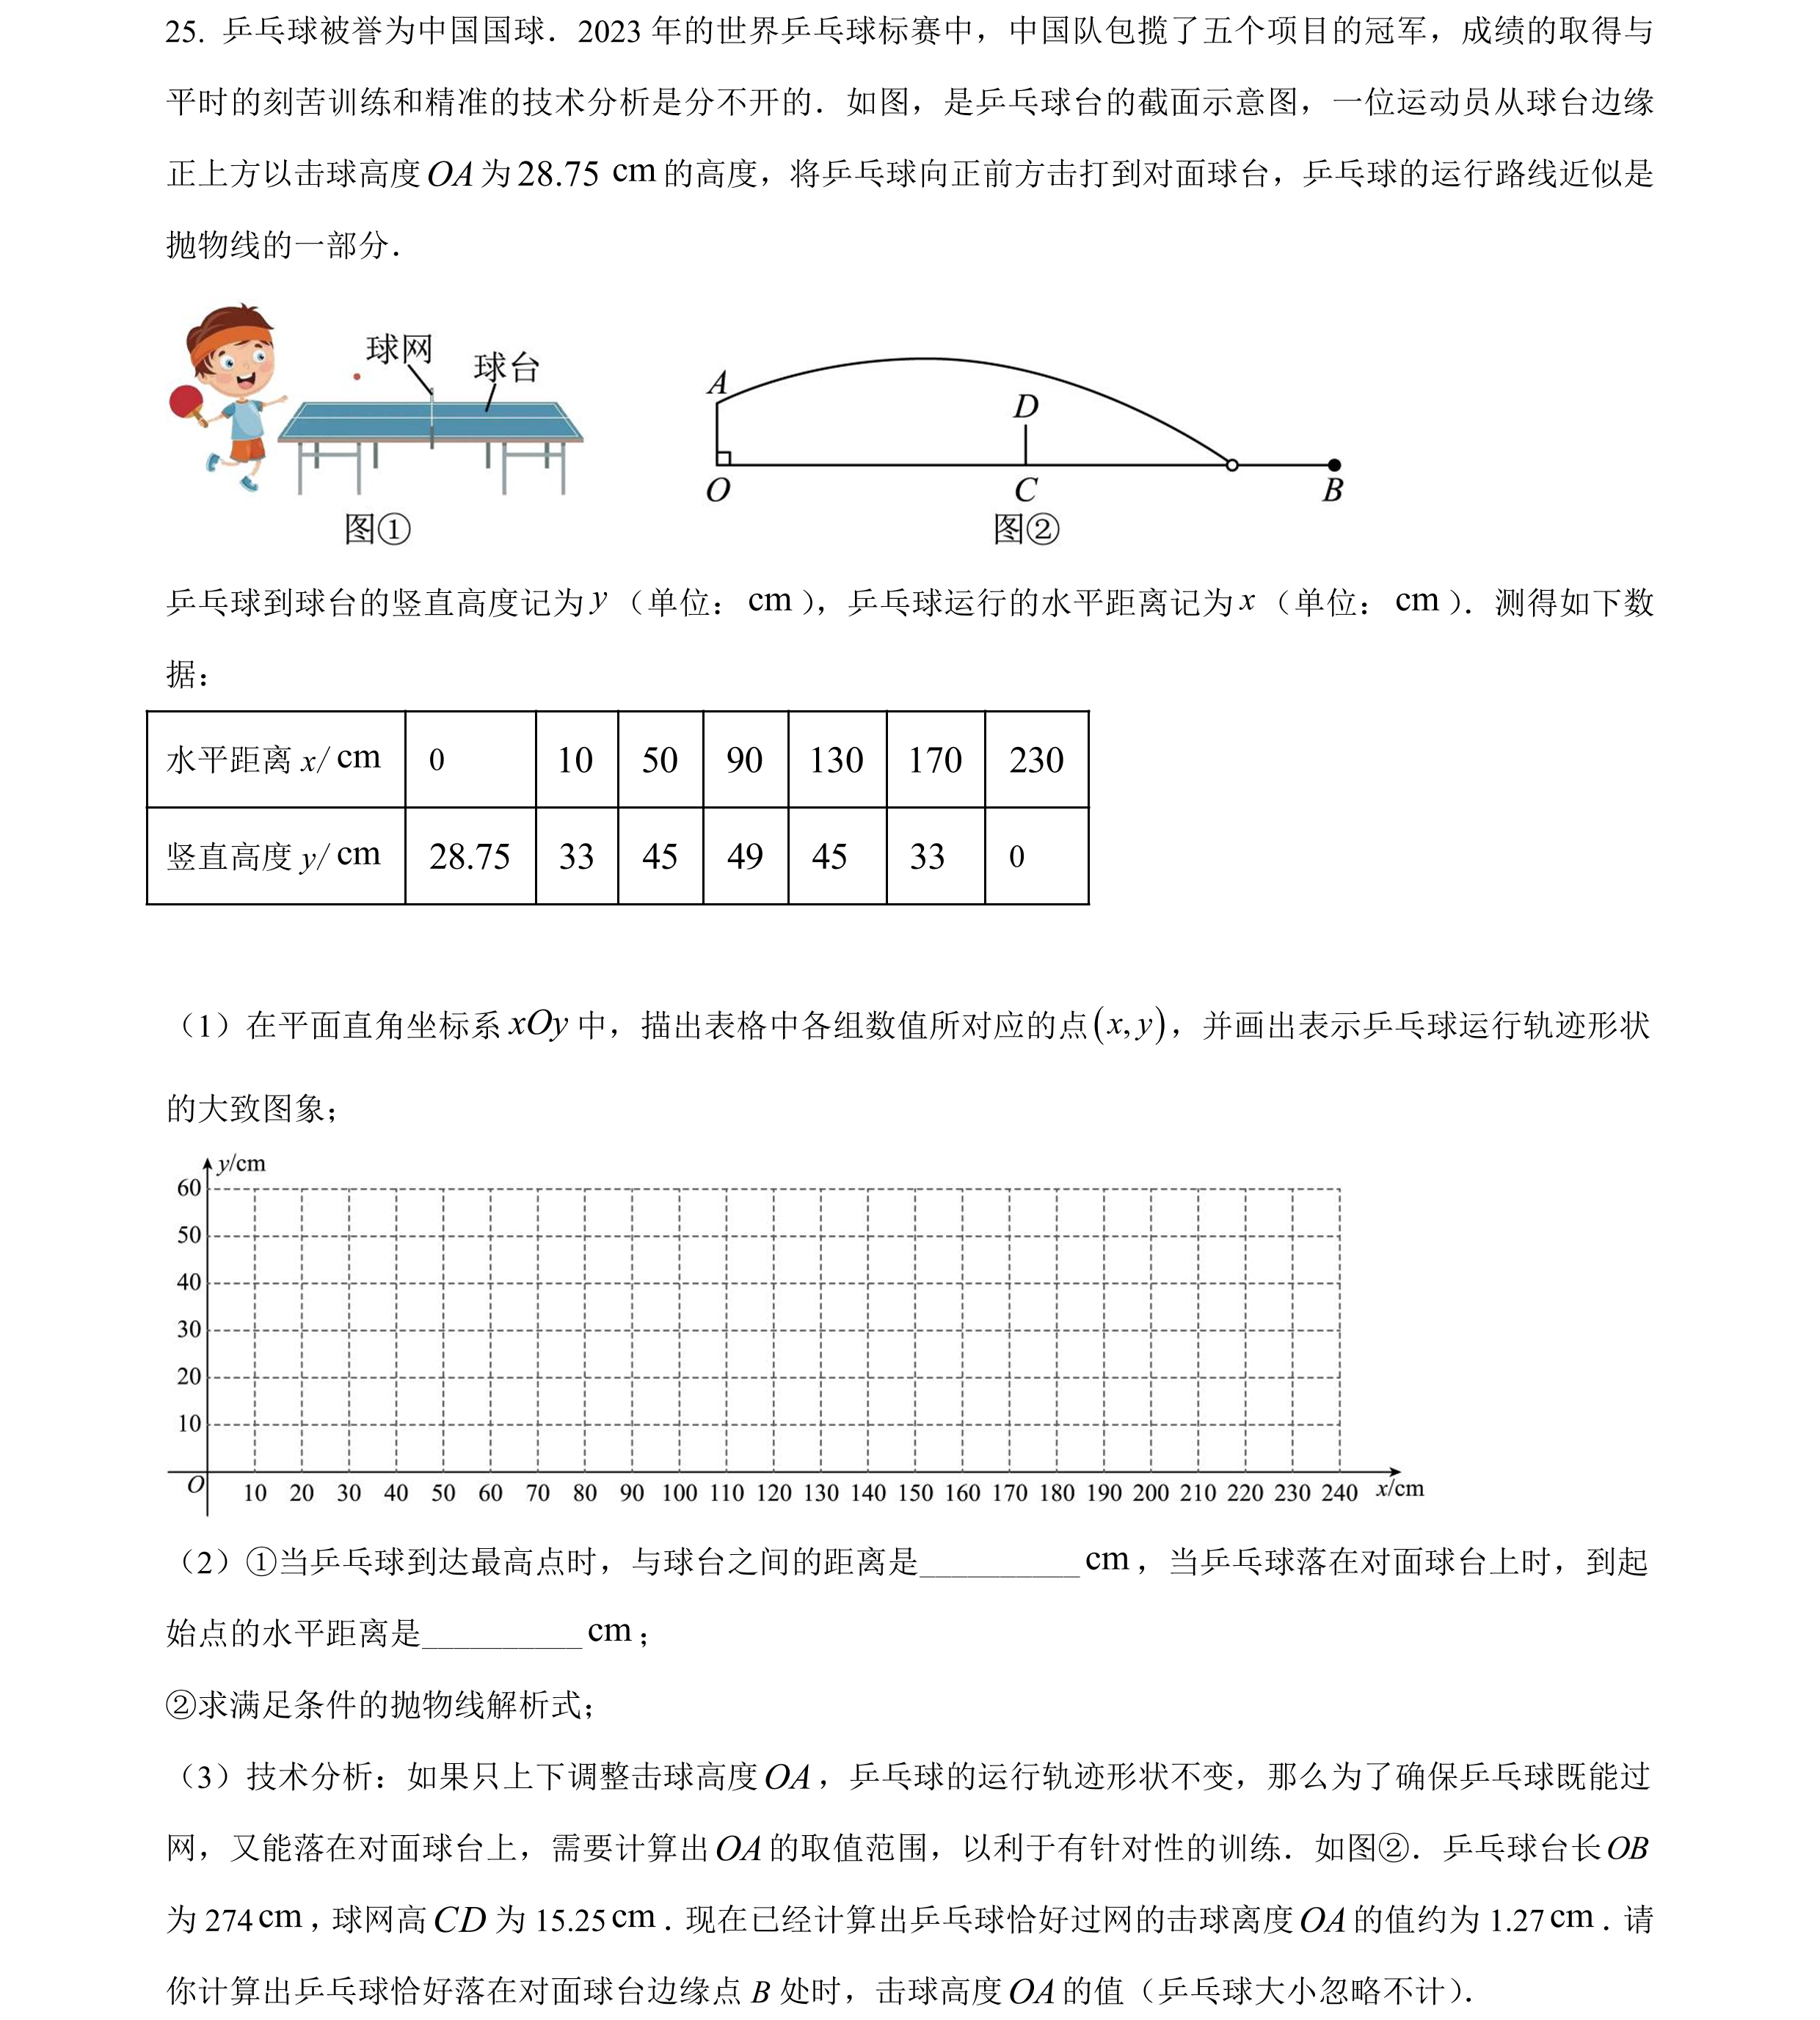 25. 乒乓球被誉为中国国球．2023 年的世界乒乓球标赛中，中国队包揽了五个项目的冠军，成绩的取得与
平时的刻苦训练和精准的技术分析是分不开的．如图，是乒乓球台的截面示意图，一位运动员从球台边缘
正上方以击球高度 OA 为 28.75 cm 的高度，将乒乓球向正前方击打到对面球台，乒乓球的运行路线近似是
抛物线的一部分．
球网
球台
图①
A
D
O
C
B
图②
乒乓球到球台的竖直高度记为 y（单位：cm），乒乓球运行的水平距离记为 x（单位：cm）．测得如下数
据：
水平距离 x/ cm 0 10 50 90 130 170 230
竖直高度 y/ cm 28.75 33 45 49 45 33 0
（1）在平面直角坐标系 xOy 中，描出表格中各组数值所对应的点(x, y)，并画出表示乒乓球运行轨迹形状
的大致图象；
y/cm
60
50
40
30
20
10
O 10 20 30 40 50 60 70 80 90 100 110 120 130 140 150 160 170 180 190 200 210 220 230 240 x/cm
（2）①当乒乓球到达最高点时，与球台之间的距离是__________cm，当乒乓球落在对面球台上时，到起
始点的水平距离是__________cm；
②求满足条件的抛物线解析式；
（3）技术分析：如果只上下调整击球高度 OA，乒乓球的运行轨迹形状不变，那么为了确保乒乓球既能过
网，又能落在对面球台上，需要计算出 OA 的取值范围，以利于有针对性的训练．如图②．乒乓球台长 OB
为 274 cm，球网高 CD 为 15.25 cm．现在已经计算出乒乓球恰好过网的击球离度 OA 的值约为 1.27 cm．请
你计算出乒乓球恰好落在对面球台边缘点 B 处时，击球高度 OA 的值（乒乓球大小忽略不计）．